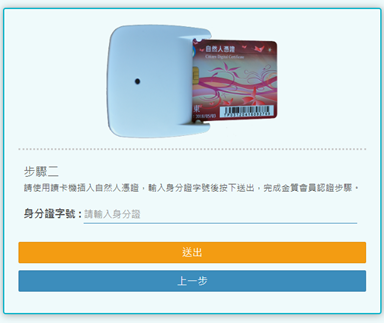 自然人憑證
Citizen Digital Certificate
步驟二
請使用讀卡機插入自然人憑證，輸入身分證字號後按下送出，完成金質會員認證步驟。
身分證字號：請輸入身分證
送出
上一步